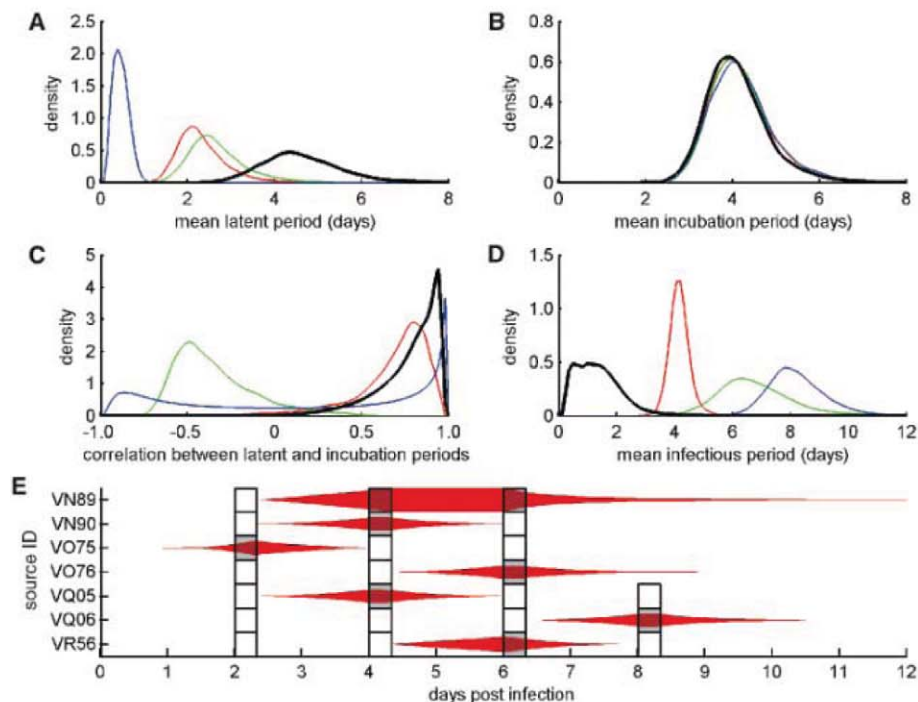 A
density
2.5
2.0
1.5
1.0
0.5
0
0 2 4 6 8
mean latent period (days)
B
density
0.8
0.6
0.4
0.2
0
0 2 4 6 8
mean incubation period (days)
C
density
5
4
3
2
1
0
-1.0 -0.5 0 0.5 1.0
correlation between latent and incubation periods
D
density
1.5
1.0
0.5
0
0 2 4 6 8 10 12
mean infectious period (days)
E
source ID
VN89
VN90
VO75
VO76
VQ05
VQ06
VR56
0 1 2 3 4 5 6 7 8 9 10 11 12
days post infection